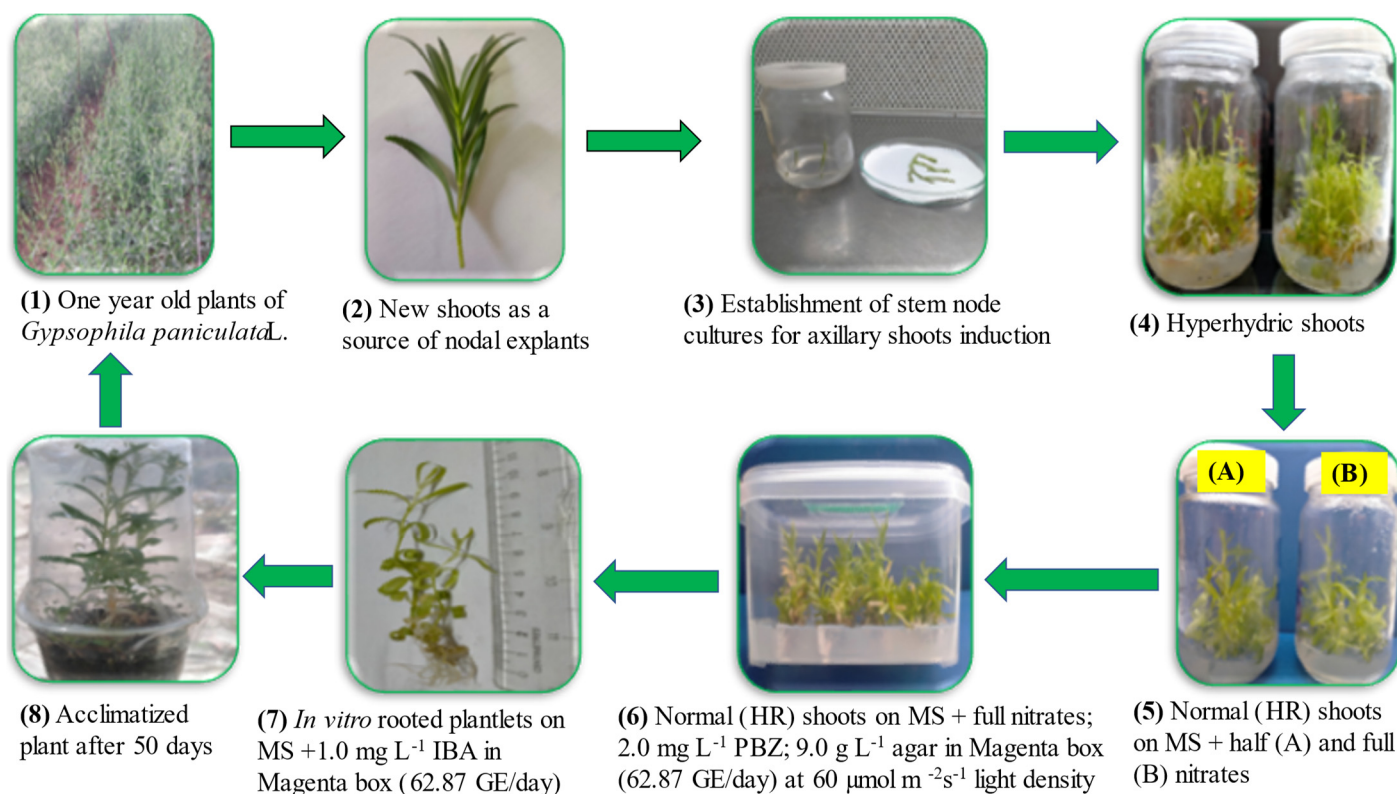 (1) One year old plants of
Gypsophila paniculataL.
(2) New shoots as a
source of nodal explants
(3) Establishment of stem node
cultures for axillary shoots induction
(4) Hyperhydric shoots
(A)
(B)
(5) Normal (HR) shoots
on MS + half (A) and full
(B) nitrates
(6) Normal (HR) shoots on MS + full nitrates;
2.0 mg L⁻¹ PBZ; 9.0 g L⁻¹ agar in Magenta box
(62.87 GE/day) at 60 μmol m ⁻²s⁻¹ light density
(7) In vitro rooted plantlets on
MS +1.0 mg L⁻¹ IBA in
Magenta box (62.87 GE/day)
(8) Acclimatized
plant after 50 days